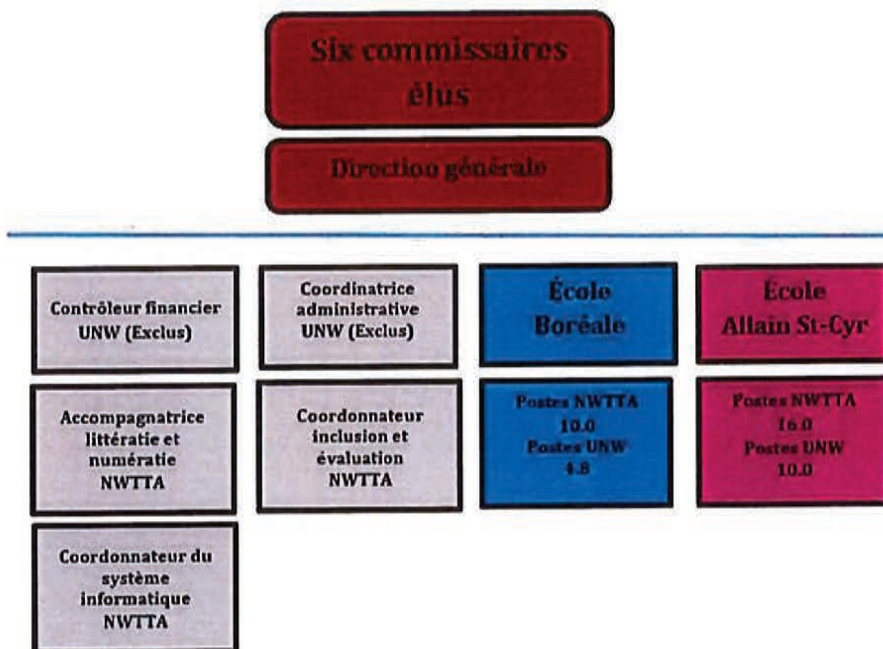 Six commissaires
élus
Direction générale
Contrôleur financier
UNW (Exclus)
Coordinatrice
administrative
UNW (Exclus)
École
Boréale
École
Allain St-Cyr
Accompagnatrice
littératie et
numératie
NWTTA
Coordonnateur
inclusion et
évaluation
NWTTA
Postes NWTTA
10.0
Postes UNW
4.8
Postes NWTTA
16.0
Postes UNW
10.0
Coordonnateur du
système
informatique
NWTTA